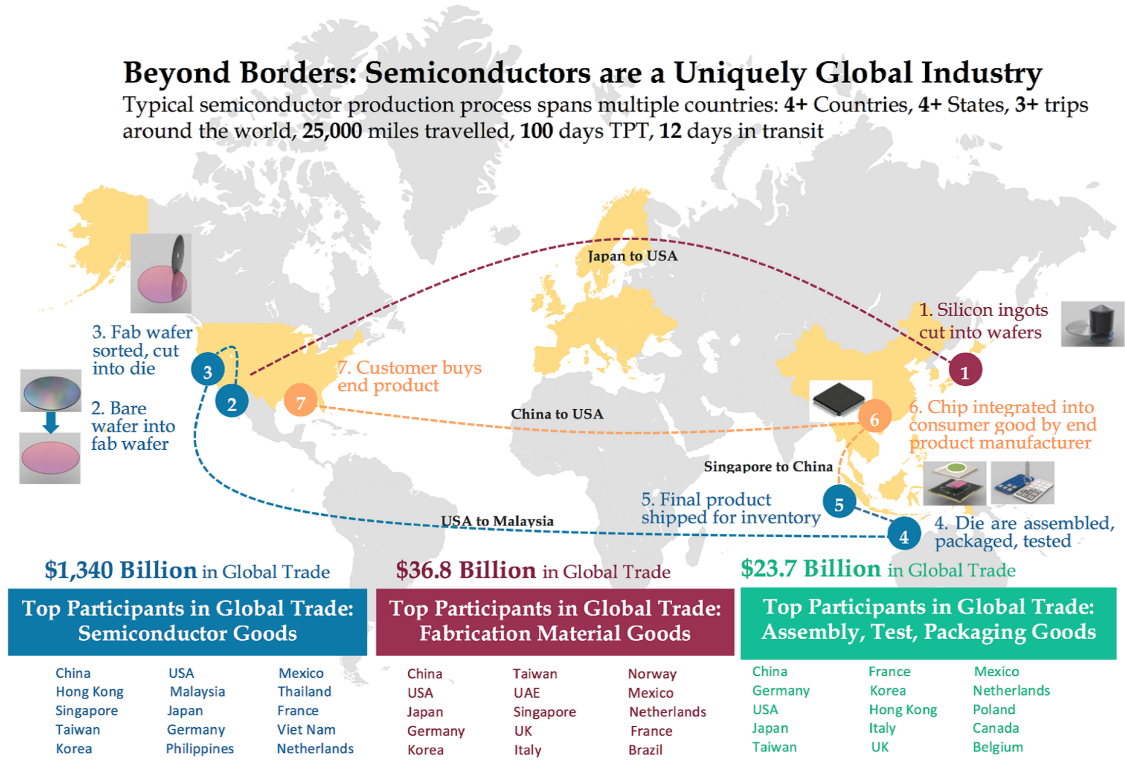 Beyond Borders: Semiconductors are a Uniquely Global Industry
Typical semiconductor production process spans multiple countries: 4+ Countries, 4+ States, 3+ trips
around the world, 25,000 miles travelled, 100 days TPT, 12 days in transit
Japan to USA
1. Silicon ingots
cut into wafers
1
3. Fab wafer
sorted, cut
into die
3
2
2. Bare
wafer into
fab wafer
7. Customer buys
end product
7
China to USA
6
6. Chip integrated into
consumer good by end
product manufacturer
Singapore to China
5. Final product
shipped for inventory
5
USA to Malaysia
4
4. Die are assembled,
packaged, tested
$1,340 Billion in Global Trade
Top Participants in Global Trade:
Semiconductor Goods
China USA Mexico
Hong Kong Malaysia Thailand
Singapore Japan France
Taiwan Germany Viet Nam
Korea Philippines Netherlands
$36.8 Billion in Global Trade
Top Participants in Global Trade:
Fabrication Material Goods
China Taiwan Norway
USA UAE Mexico
Japan Singapore Netherlands
Germany UK France
Korea Italy Brazil
$23.7 Billion in Global Trade
Top Participants in Global Trade:
Assembly, Test, Packaging Goods
China France Mexico
Germany Korea Netherlands
USA Hong Kong Poland
Japan Italy Canada
Taiwan UK Belgium